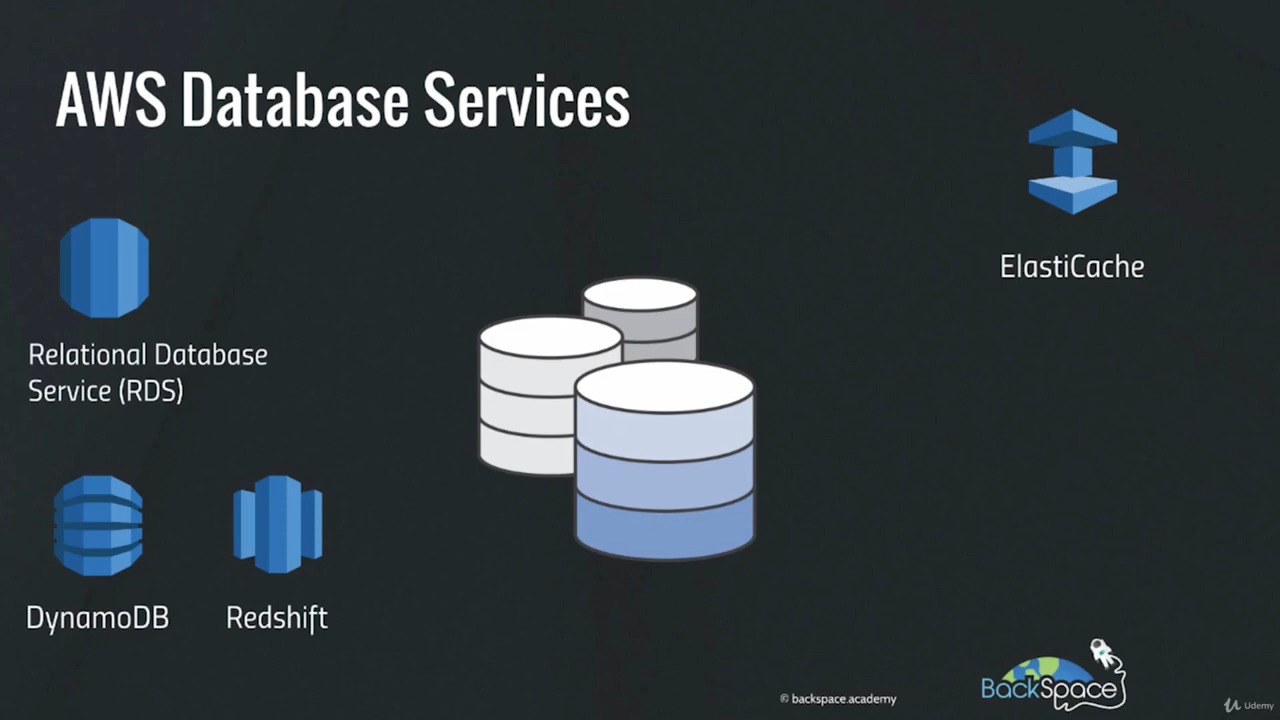 AWS Database Services
ElastiCache
Relational Database
Service (RDS)
DynamoDB
Redshift
© backspace.academy
BackSpace
Udemy